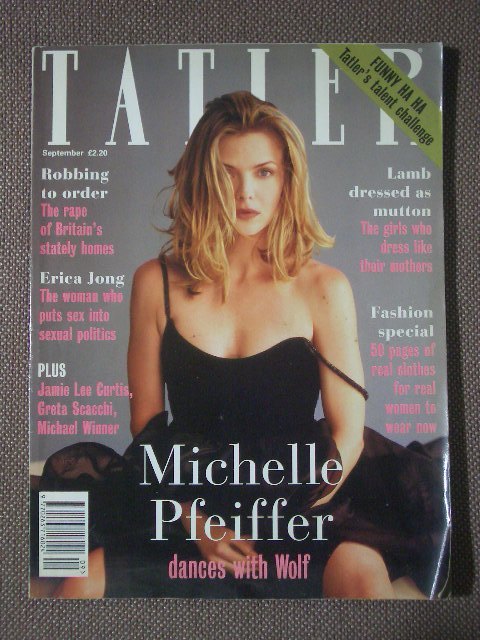 TATLER
FUNNY HA HA
Tatler's talent challenge
September £2.20
Robbing
to order
The rape
of Britain's
stately homes
Erica Jong
The woman who
puts sex into
sexual politics
PLUS
Jamie Lee Curtis,
Greta Scacchi,
Michael Winner
Lamb
dressed as
mutton
The girls who
dress like
their mothers
Fashion
special
50 pages of
real clothes
for real
women to
wear now
Michelle
Pfeiffer
dances with Wolf